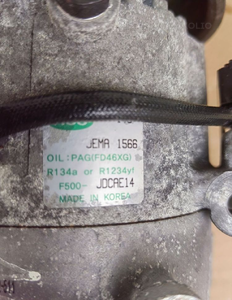 JEMA 1566
OIL:PAG(FD46XG)
R134a or R1234yf
F500- JDCAE14
MADE IN KOREA